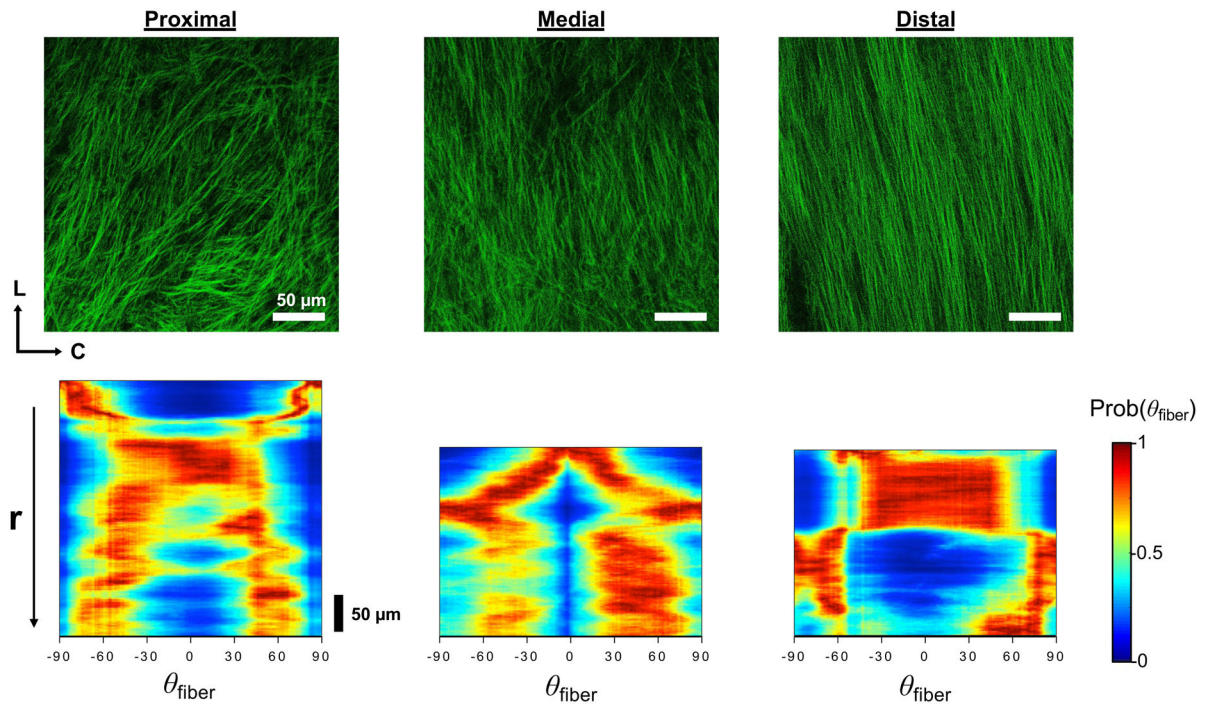 Proximal
Medial
Distal
50 µm
L
C
r
50 µm
-90 -60 -30 0 30 60 90
θfiber
-90 -60 -30 0 30 60 90
θfiber
-90 -60 -30 0 30 60 90
θfiber
Prob(θfiber)
1
0.5
0